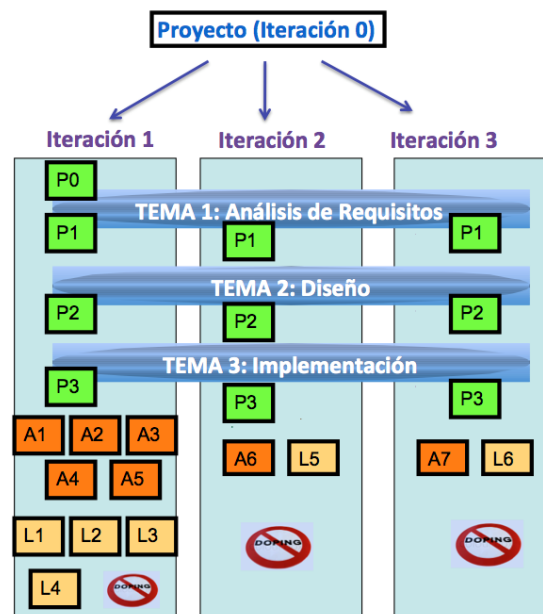 Proyecto (Iteración 0)
Iteración 1
Iteración 2
Iteración 3
P0
TEMA 1: Análisis de Requisitos
P1
P1
P1
TEMA 2: Diseño
P2
P2
P2
TEMA 3: Implementación
P3
P3
P3
A1 A2 A3
A4 A5
A6 L5
A7 L6
L1 L2 L3
L4
DOPING
DOPING
DOPING